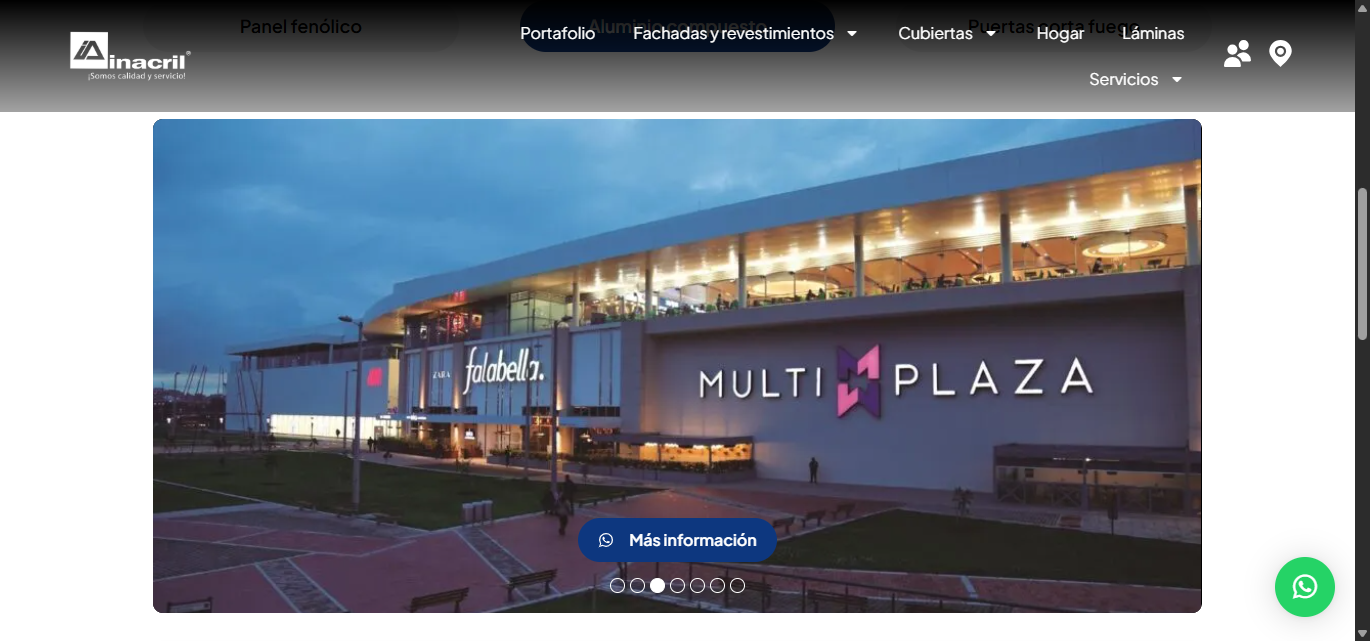 Panel fenólico
Aluminio compuesto
Puertas corta fuego
Portafolio
Fachadas y revestimientos
Cubiertas
Hogar
Láminas
Servicios
inacril®
¡Somos calidad y servicio!
ZARA
falabella.
MULTI PLAZA
Más información